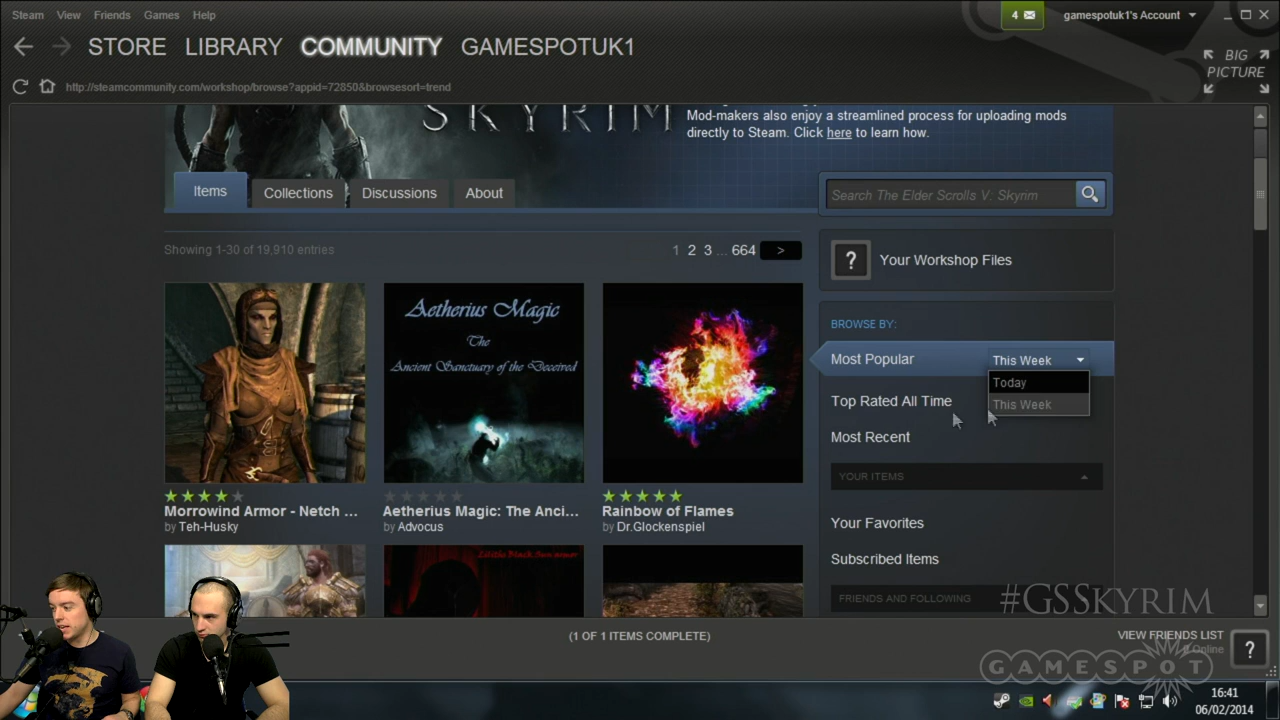 Steam View Friends Games Help
4
gamespotuk1's Account
STORE LIBRARY COMMUNITY GAMESPOTUK1
BIG
PICTURE
http://steamcommunity.com/workshop/browse?appid=72850&browsesort=trend
SKYRIM
Mod-makers also enjoy a streamlined process for uploading mods
directly to Steam. Click here to learn how.
Items Collections Discussions About
Search The Elder Scrolls V: Skyrim
Showing 1-30 of 19,910 entries
1 2 3 ... 664 >
? Your Workshop Files
Aetherius Magic
The
Ancient Sanctuary of the Deceived
BROWSE BY:
Most Popular
This Week
Today
This Week
Top Rated All Time
Most Recent
YOUR ITEMS
Your Favorites
Subscribed Items
FRIENDS AND FOLLOWING
Morrowind Armor - Netch ...
by Teh-Husky
Aetherius Magic: The Anci...
by Advocus
Rainbow of Flames
by Dr.Glockenspiel
#GSSKYRIM
(1 OF 1 ITEMS COMPLETE)
VIEW FRIENDS LIST
Online
?
GAMESPOT
16:41
06/02/2014